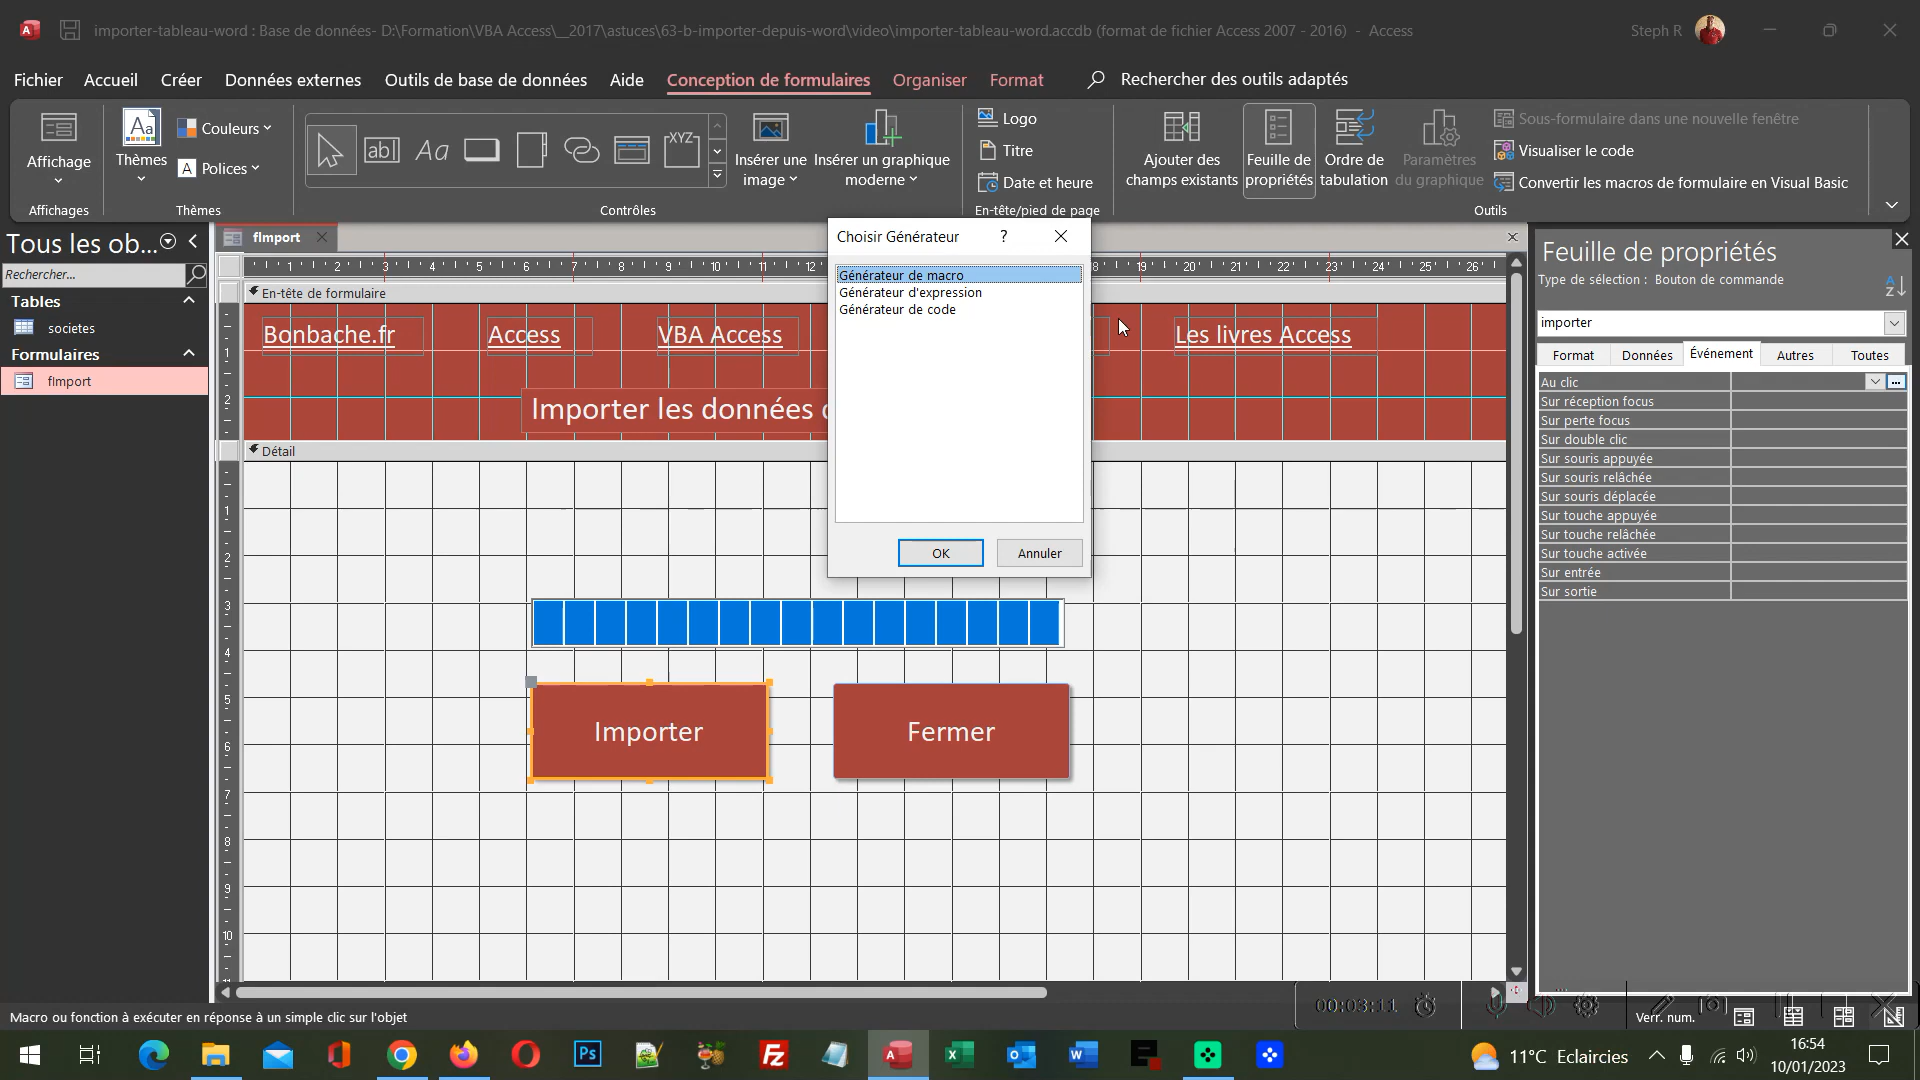 importer-tableau-word : Base de données- D:\Formation\VBA Access\__2017\astuces\63-b-importer-depuis-word\video\importer-tableau-word.accdb (format de fichier Access 2007 - 2016) - Access
Steph R
Fichier Accueil Créer Données externes Outils de base de données Aide Conception de formulaires Organiser Format Rechercher des outils adaptés
Affichage
Affichages
Thèmes
Couleurs
Polices
Thèmes
Contrôles
Insérer une image
Insérer un graphique moderne
Logo
Titre
Date et heure
En-tête/pied de page
Ajouter des champs existants
Feuille de propriétés
Ordre de tabulation
Paramètres du graphique
Sous-formulaire dans une nouvelle fenêtre
Visualiser le code
Convertir les macros de formulaire en Visual Basic
Outils
Tous les ob...
Rechercher...
Tables
societes
Formulaires
fImport
fImport
En-tête de formulaire
Bonbache.fr Access VBA Access Les livres Access
Importer les données
Détail
Importer
Fermer
Choisir Générateur
Générateur de macro
Générateur d'expression
Générateur de code
OK
Annuler
Feuille de propriétés
Type de sélection : Bouton de commande
importer
Format Données Événement Autres Toutes
Au clic
Sur réception focus
Sur perte focus
Sur double clic
Sur souris appuyée
Sur souris relâchée
Sur souris déplacée
Sur touche appuyée
Sur touche relâchée
Sur touche activée
Sur entrée
Sur sortie
Macro ou fonction à exécuter en réponse à un simple clic sur l'objet
00:03:11
Verr. num.
11°C Eclaircies
16:54
10/01/2023